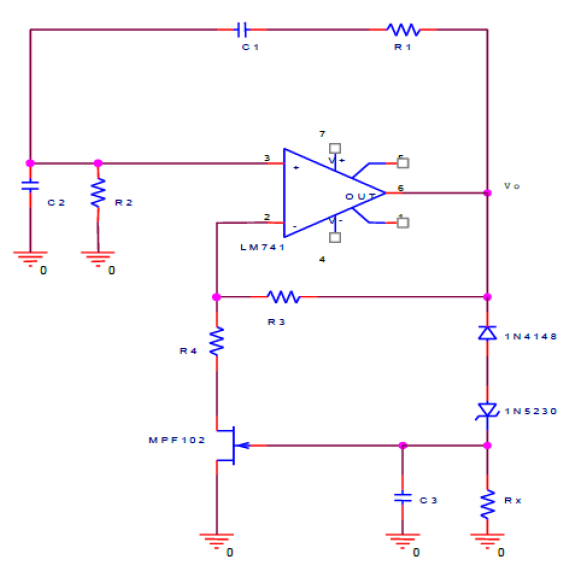 C1
R1
7
3
+
V+
5
C2
R2
Vo
OUT
6
2
-
V-
LM741
4
0
0
R3
1N4148
R4
1N5230
MPF102
C3
Rx
0
0
0